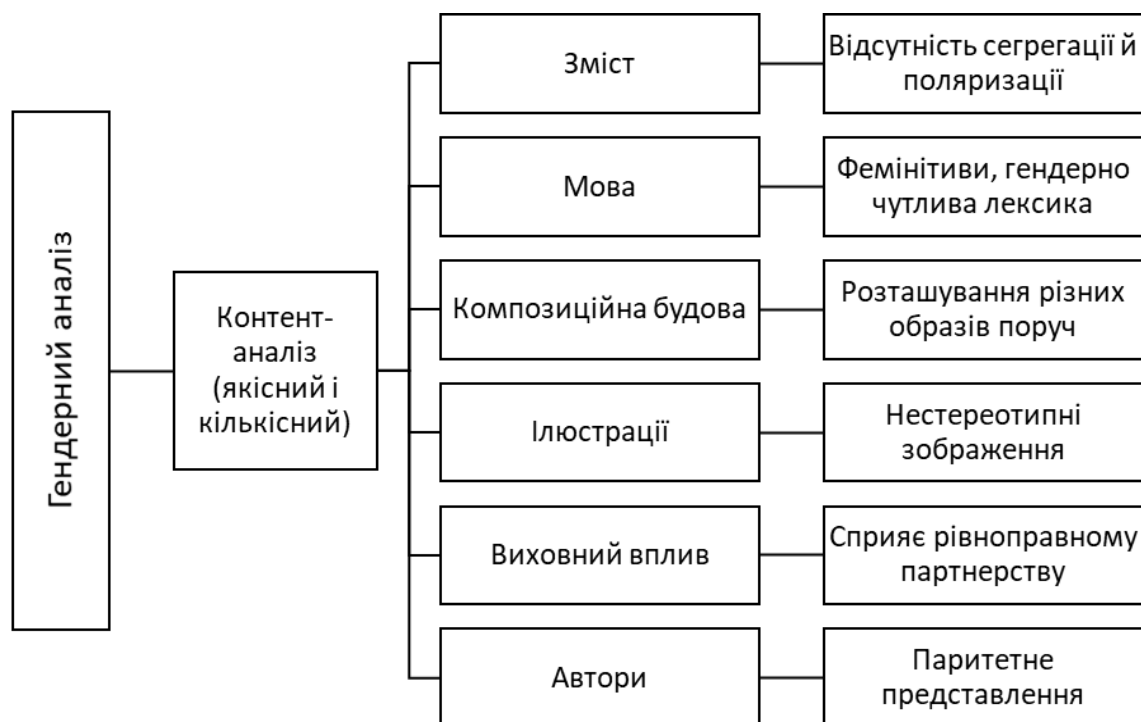 Гендерний аналіз
Контент-
аналіз
(якісний і
кількісний)
Зміст
Відсутність сегрегації й
поляризації
Мова
Фемінітиви, гендерно
чутлива лексика
Композиційна будова
Розташування різних
образів поруч
Ілюстрації
Нестереотипні
зображення
Виховний вплив
Сприяє рівноправному
партнерству
Автори
Паритетне
представлення